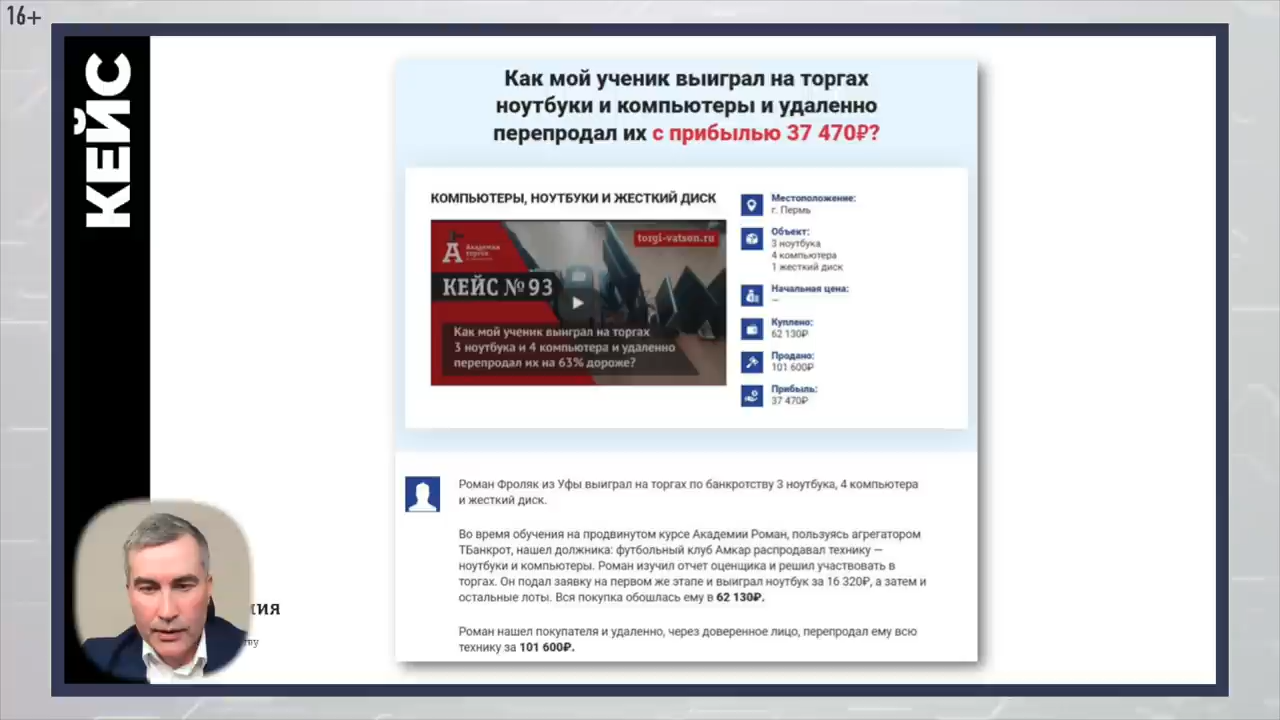 16+
КЕЙС
Как мой ученик выиграл на торгах
ноутбуки и компьютеры и удаленно
перепродал их с прибылью 37 470₽?
КОМПЬЮТЕРЫ, НОУТБУКИ И ЖЕСТКИЙ ДИСК
Академия
торгов
torgi-vatson.ru
КЕЙС №93
Как мой ученик выиграл на торгах
3 ноутбука и 4 компьютера и удаленно
перепродал их на 63% дороже?
Местоположение:
г. Пермь
Объект:
3 ноутбука
4 компьютера
1 жесткий диск
Начальная цена:
—
Куплено:
62 130₽
Продано:
101 600₽
Прибыль:
37 470₽
Роман Фроляк из Уфы выиграл на торгах по банкротству 3 ноутбука, 4 компьютера
и жесткий диск.
Во время обучения на продвинутом курсе Академии Роман, пользуясь агрегатором
ТБанкрот, нашел должника: футбольный клуб Амкар распродавал технику —
ноутбуки и компьютеры. Роман изучил отчет оценщика и решил участвовать в
торгах. Он подал заявку на первом же этапе и выиграл ноутбук за 16 320₽, а затем и
остальные лоты. Вся покупка обошлась ему в 62 130₽.
Роман нашел покупателя и удаленно, через доверенное лицо, перепродал ему всю
технику за 101 600₽.